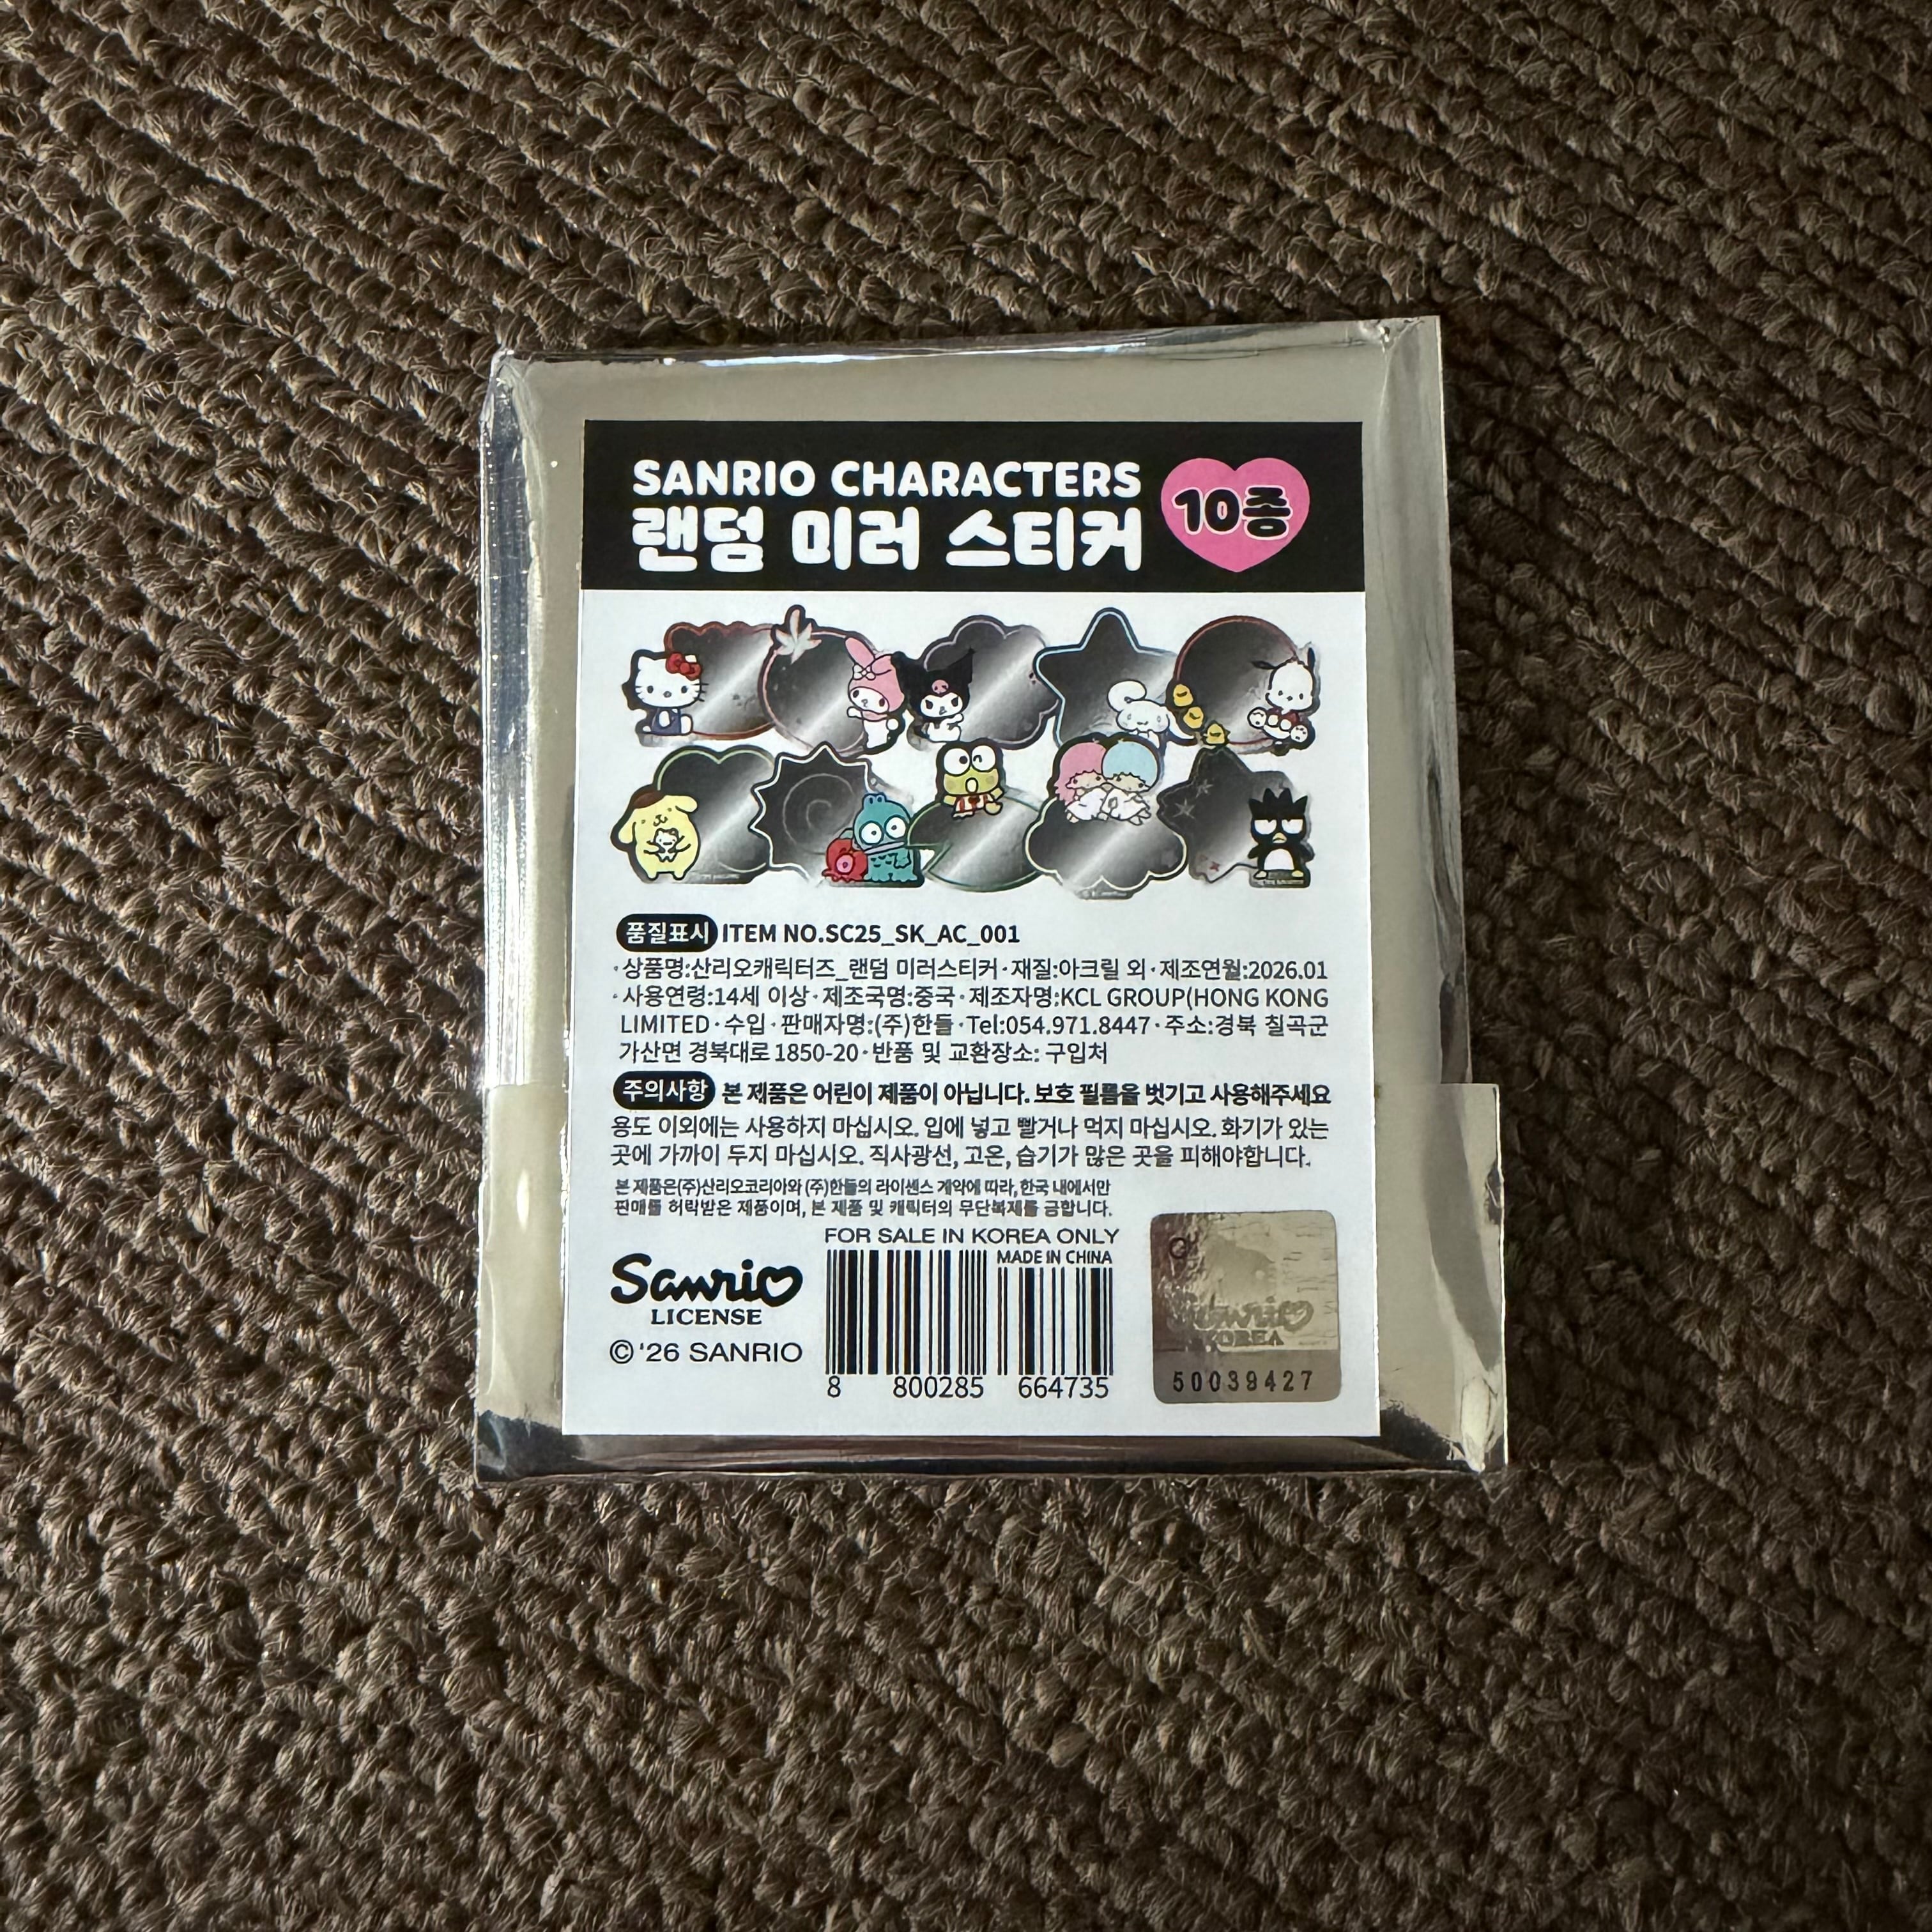 SANRIO CHARACTERS
랜덤 미러 스티커
10종
품질표시 ITEM NO.SC25_SK_AC_001
·상품명:산리오캐릭터즈_랜덤 미러스티커·재질:아크릴 외·제조연월:2026.01
·사용연령:14세 이상·제조국명:중국·제조자명:KCL GROUP(HONG KONG
LIMITED·수입·판매자명:(주)한들·Tel:054.971.8447·주소:경북 칠곡군
가산면 경북대로 1850-20·반품 및 교환장소: 구입처
주의사항 본 제품은 어린이 제품이 아닙니다. 보호 필름을 벗기고 사용해주세요
용도 이외에는 사용하지 마십시오. 입에 넣고 빨거나 먹지 마십시오. 화기가 있는
곳에 가까이 두지 마십시오. 직사광선, 고온, 습기가 많은 곳을 피해야합니다.
본 제품은(주)산리오코리아와 (주)한들의 라이센스 계약에 따라, 한국 내에서만
판매를 허락받은 제품이며, 본 제품 및 캐릭터의 무단복제를 금합니다.
FOR SALE IN KOREA ONLY
MADE IN CHINA
Sanrio
LICENSE
© '26 SANRIO
8 800285 664735
Sanrio
KOREA
50039427